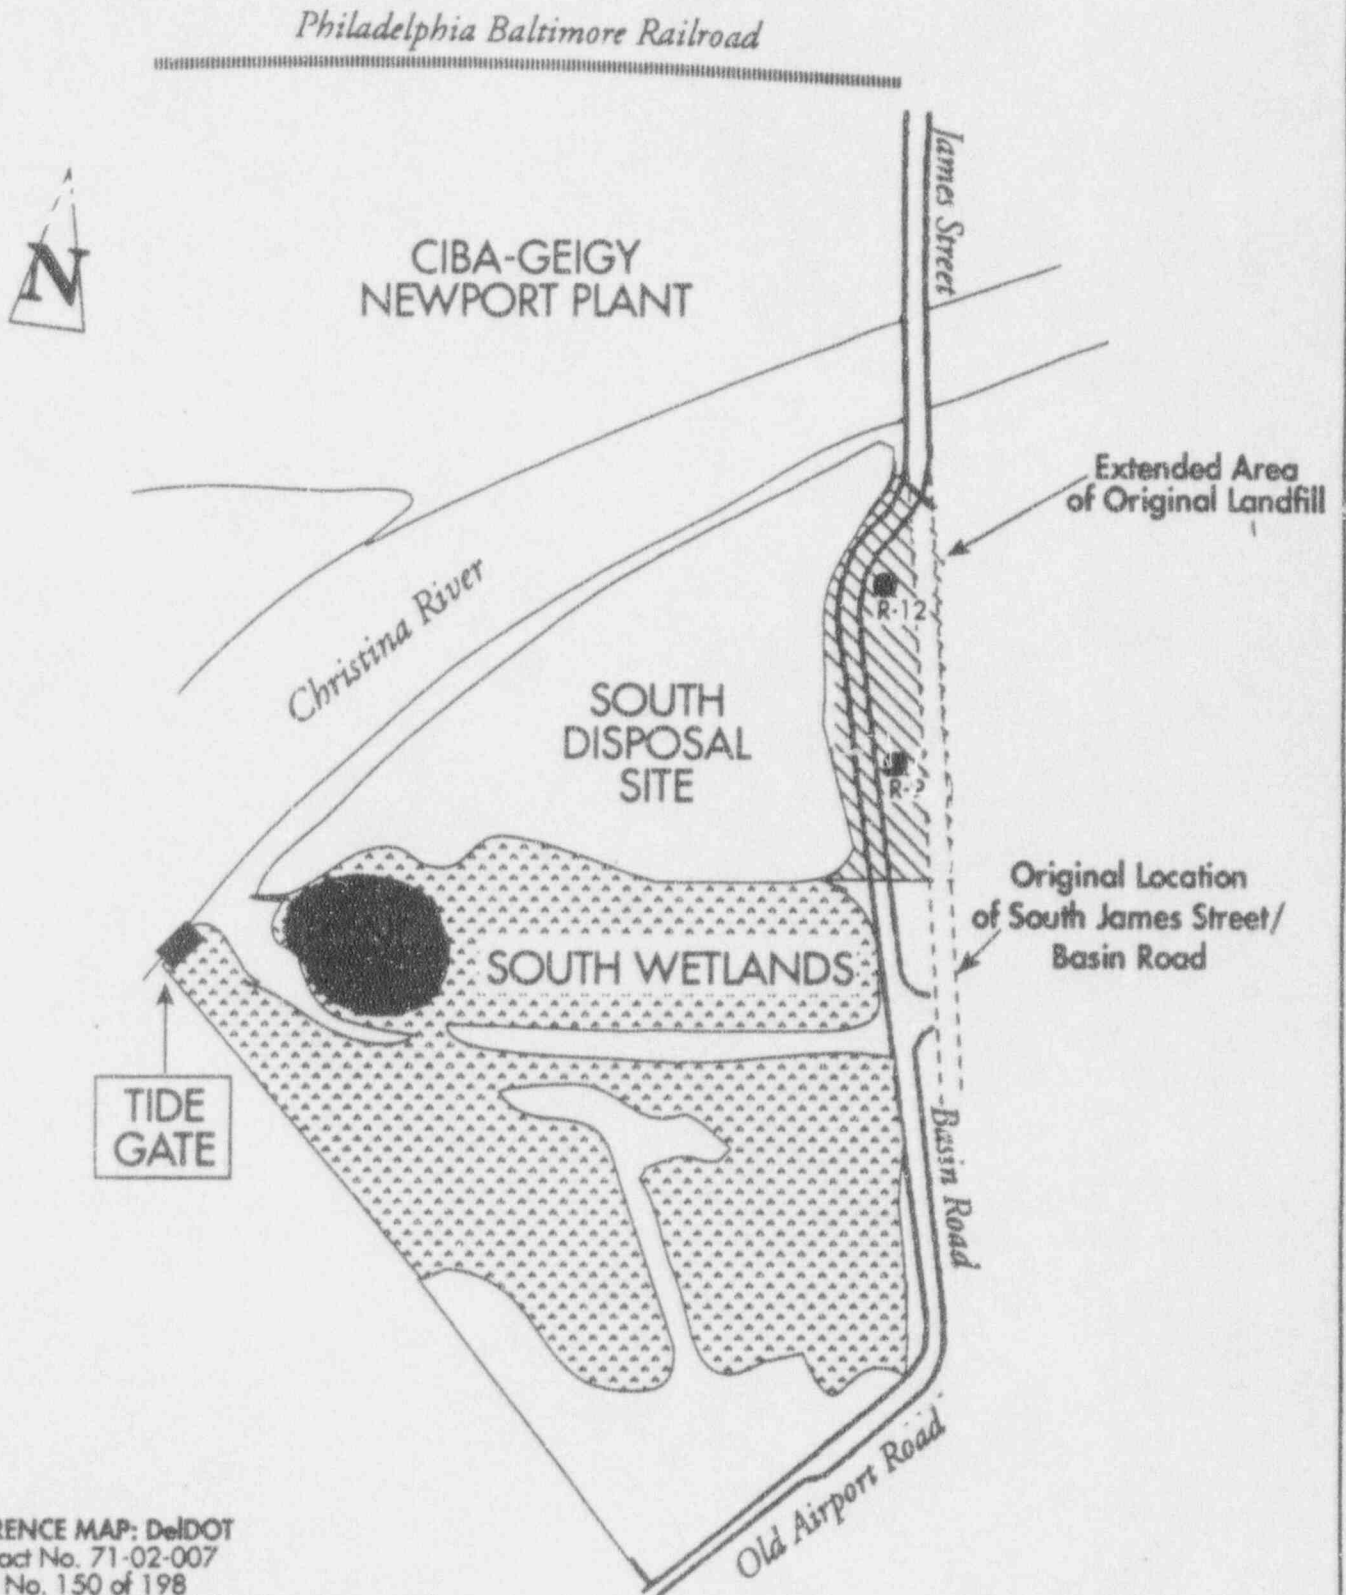 Philadelphia Baltimore Railroad
James Street
N
CIBA-GEIGY
NEWPORT PLANT
Extended Area
of Original Landfill
Christina River
R-12
SOUTH
DISPOSAL
SITE
Original Location
of South James Street/
Basin Road
SOUTH WETLANDS
TIDE
GATE
Basin Road
Old Airport Road
MAP: DelDOT
No. 71-02-007
No. 150 of 198